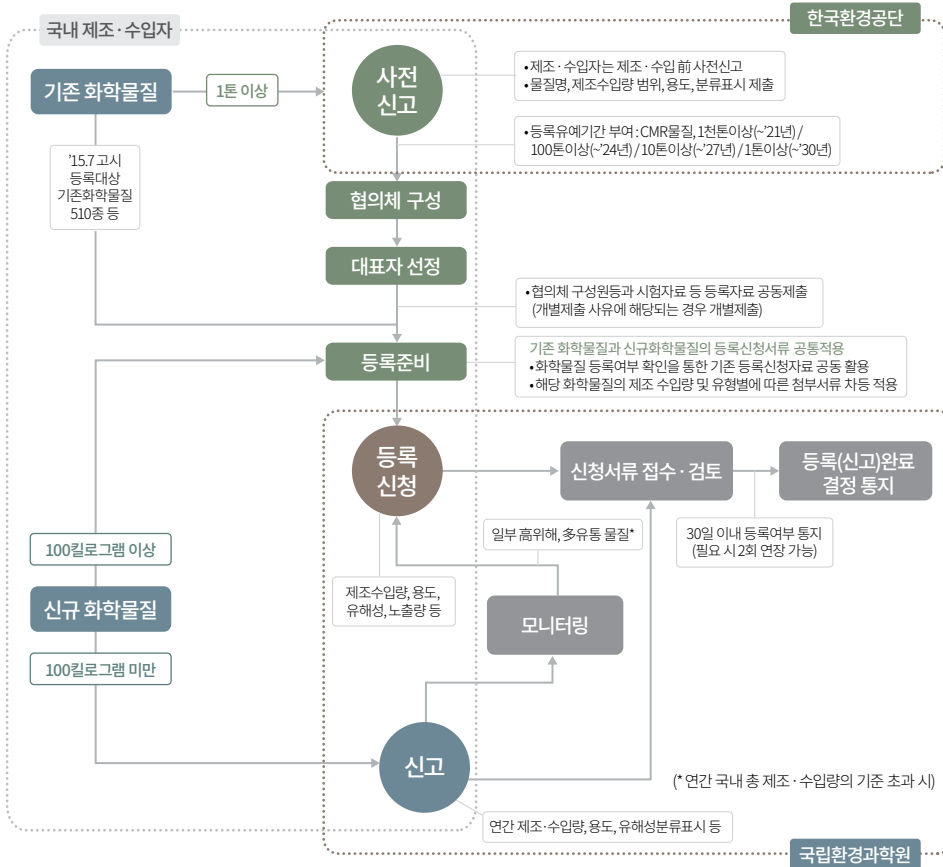 한국환경공단
국내 제조·수입자
사전
신고
기존 화학물질
1톤 이상
• 제조·수입자는 제조·수입 前 사전신고
• 물질명, 제조수입량 범위, 용도, 분류표시 제출
• 등록유예기간 부여 : CMR물질, 1천톤이상(~'21년) /
100톤이상(~'24년) / 10톤이상(~'27년) / 1톤이상(~'30년)
'15.7 고시
등록대상
기존화학물질
510종 등
협의체 구성
대표자 선정
• 협의체 구성원등과 시험자료 등 등록자료 공동제출
(개별제출 사유에 해당되는 경우 개별제출)
등록준비
기존 화학물질과 신규화학물질의 등록신청서류 공통적용
• 화학물질 등록여부 확인을 통한 기존 등록신청자료 공동 활용
• 해당 화학물질의 제조 수입량 및 유형별에 따른 첨부서류 차등 적용
등록
신청
신청서류 접수·검토
등록(신고)완료
결정 통지
일부 高위해, 多유통 물질*
30일 이내 등록여부 통지
(필요 시 2회 연장 가능)
100킬로그램 이상
제조수입량, 용도,
유해성, 노출량 등
신규 화학물질
모니터링
100킬로그램 미만
신고
(* 연간 국내 총 제조·수입량의 기준 초과 시)
연간 제조·수입량, 용도, 유해성분류표시 등
국립환경과학원